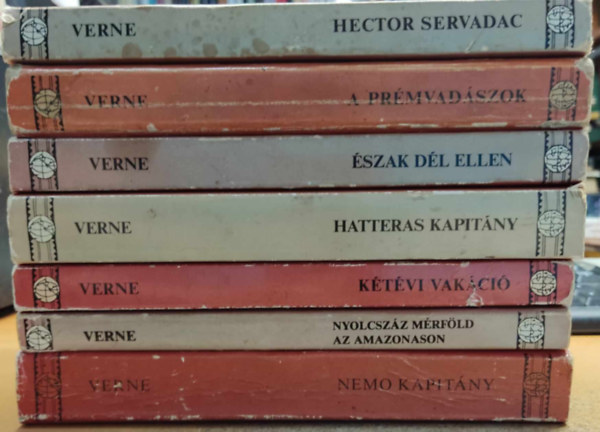 VERNE HECTOR SERVADAC
VERNE A PRÉMVADÁSZOK
VERNE ÉSZAK DÉL ELLEN
VERNE HATTERAS KAPITÁNY
VERNE KÉTÉVI VAKÁCIÓ
VERNE NYOLCSZÁZ MÉRFÖLD
AZ AMAZONASON
VERNE NEMO KAPITÁNY